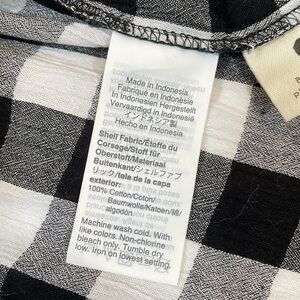 Made in Indonesia
Fabriqué en Indonésie
In Indonesien Hergestellt
Vervaardigd in Indonesië
インドネシア製
Hecho en Indonesia
Shell Fabric/Étoffe du
Corsage/Stoff für
Oberstoff/Materiaal
Buitenkant/シェルファブ
リック/tela de la capa
exterior:
100% Cotton/Coton/
Baumwolle/Katoen/綿/
algodón
Machine wash cold. With
like colors. Non-chlorine
bleach only. Tumble dry
low. Iron on lowest setting.